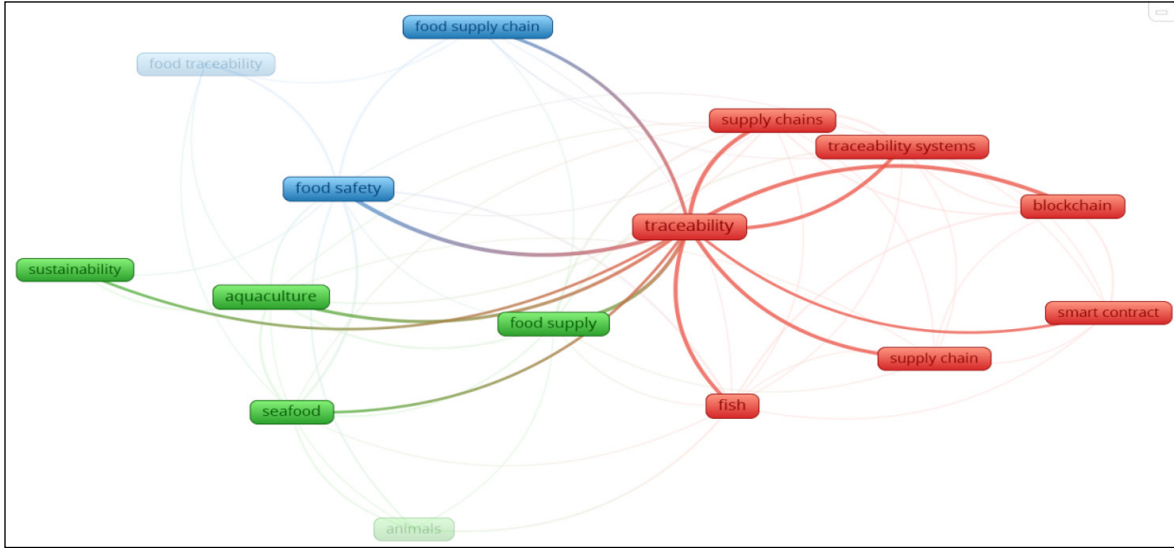 food supply chain
food traceability
supply chains
traceability systems
food safety
blockchain
traceability
sustainability
aquaculture
smart contract
food supply
supply chain
fish
seafood
animals